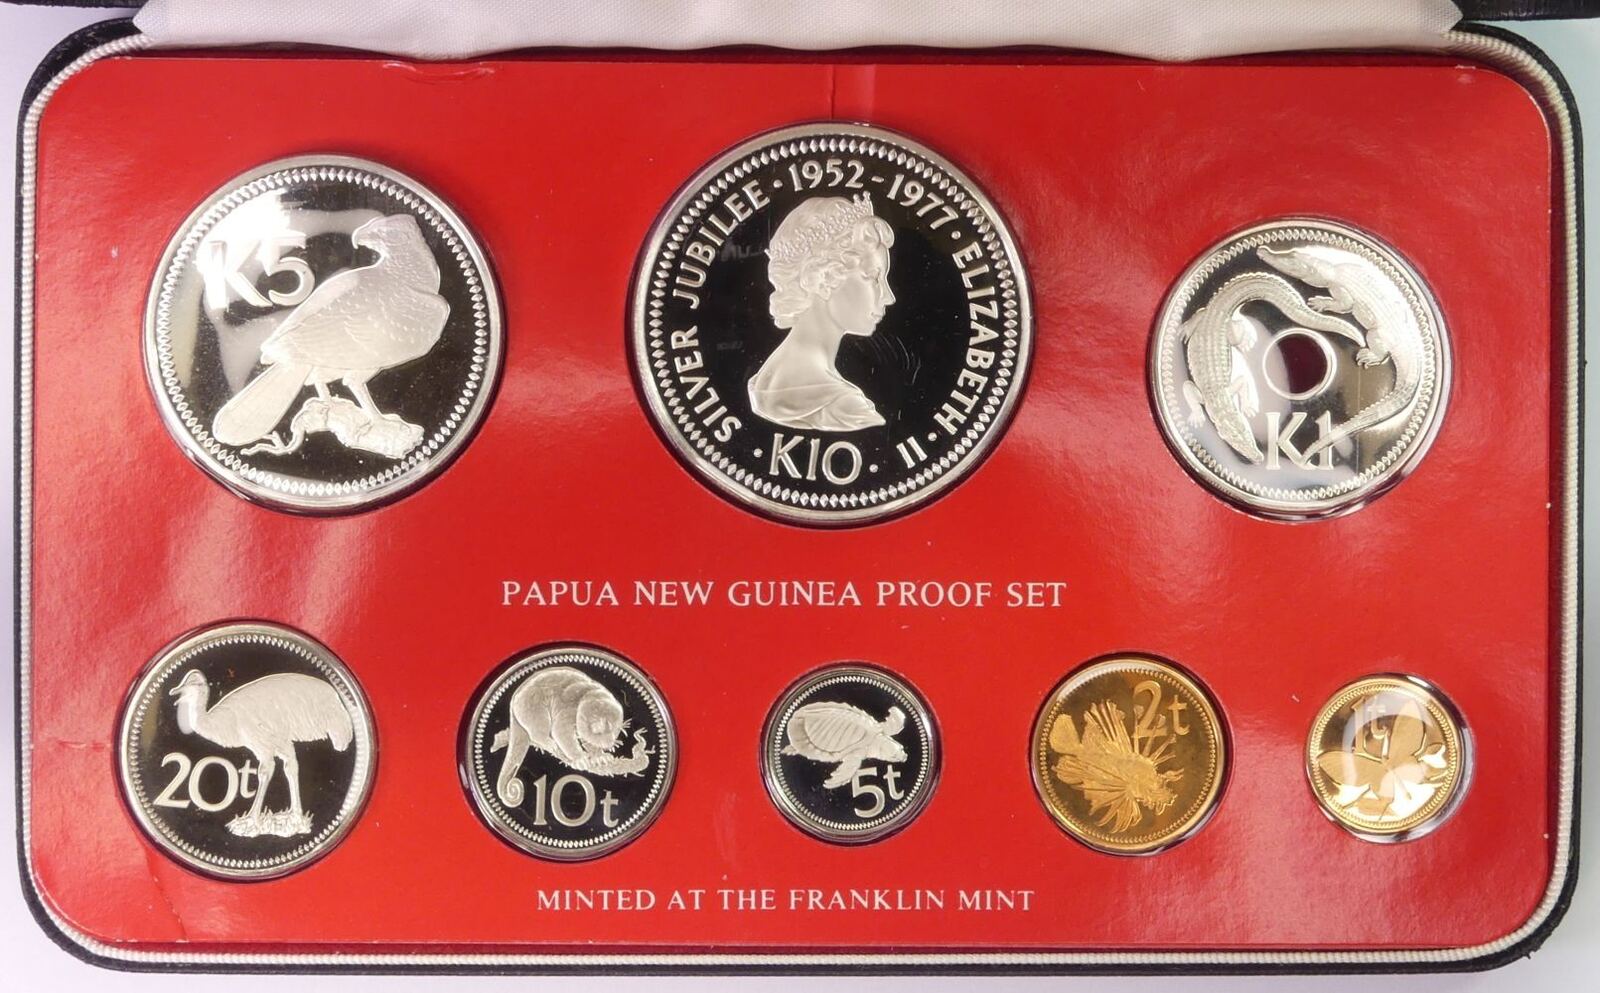 K5
SILVER JUBILEE · 1952-1977 · ELIZABETH II
· K10 ·
K1
PAPUA NEW GUINEA PROOF SET
20t
10t
5t
2t
1t
MINTED AT THE FRANKLIN MINT